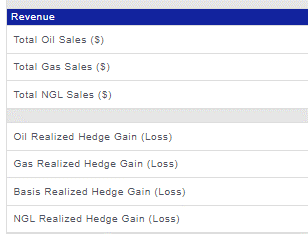 Revenue
Total Oil Sales ($)
Total Gas Sales ($)
Total NGL Sales ($)
Oil Realized Hedge Gain (Loss)
Gas Realized Hedge Gain (Loss)
Basis Realized Hedge Gain (Loss)
NGL Realized Hedge Gain (Loss)